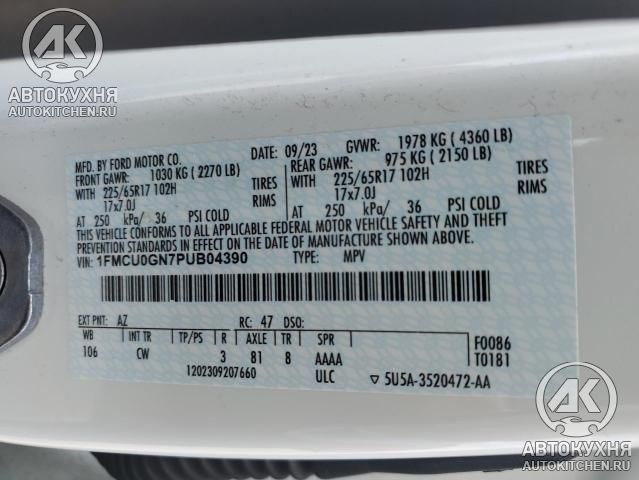 АК
АВТОКУХНЯ
AUTOKITCHEN.RU
MFD. BY FORD MOTOR CO.
DATE: 09/23 GVWR: 1978 KG ( 4360 LB)
FRONT GAWR: 1030 KG ( 2270 LB)
REAR GAWR: 975 KG ( 2150 LB)
WITH 225/65R17 102H TIRES WITH 225/65R17 102H TIRES
17x7.0J RIMS 17x7.0J RIMS
AT 250 kPa/ 36 PSI COLD AT 250 kPa/ 36 PSI COLD
THIS VEHICLE CONFORMS TO ALL APPLICABLE FEDERAL MOTOR VEHICLE SAFETY AND THEFT
PREVENTION STANDARDS IN EFFECT ON THE DATE OF MANUFACTURE SHOWN ABOVE.
VIN: 1FMCU0GN7PUB04390 TYPE: MPV
EXT PNT: AZ RC: 47 DSO:
WB INT TR TP/PS R AXLE TR SPR F0086
106 CW 3 81 8 AAAA T0181
1202309207660 ULC ▽ 5U5A-3520472-AA
АК
АВТОКУХНЯ
AUTOKITCHEN.RU